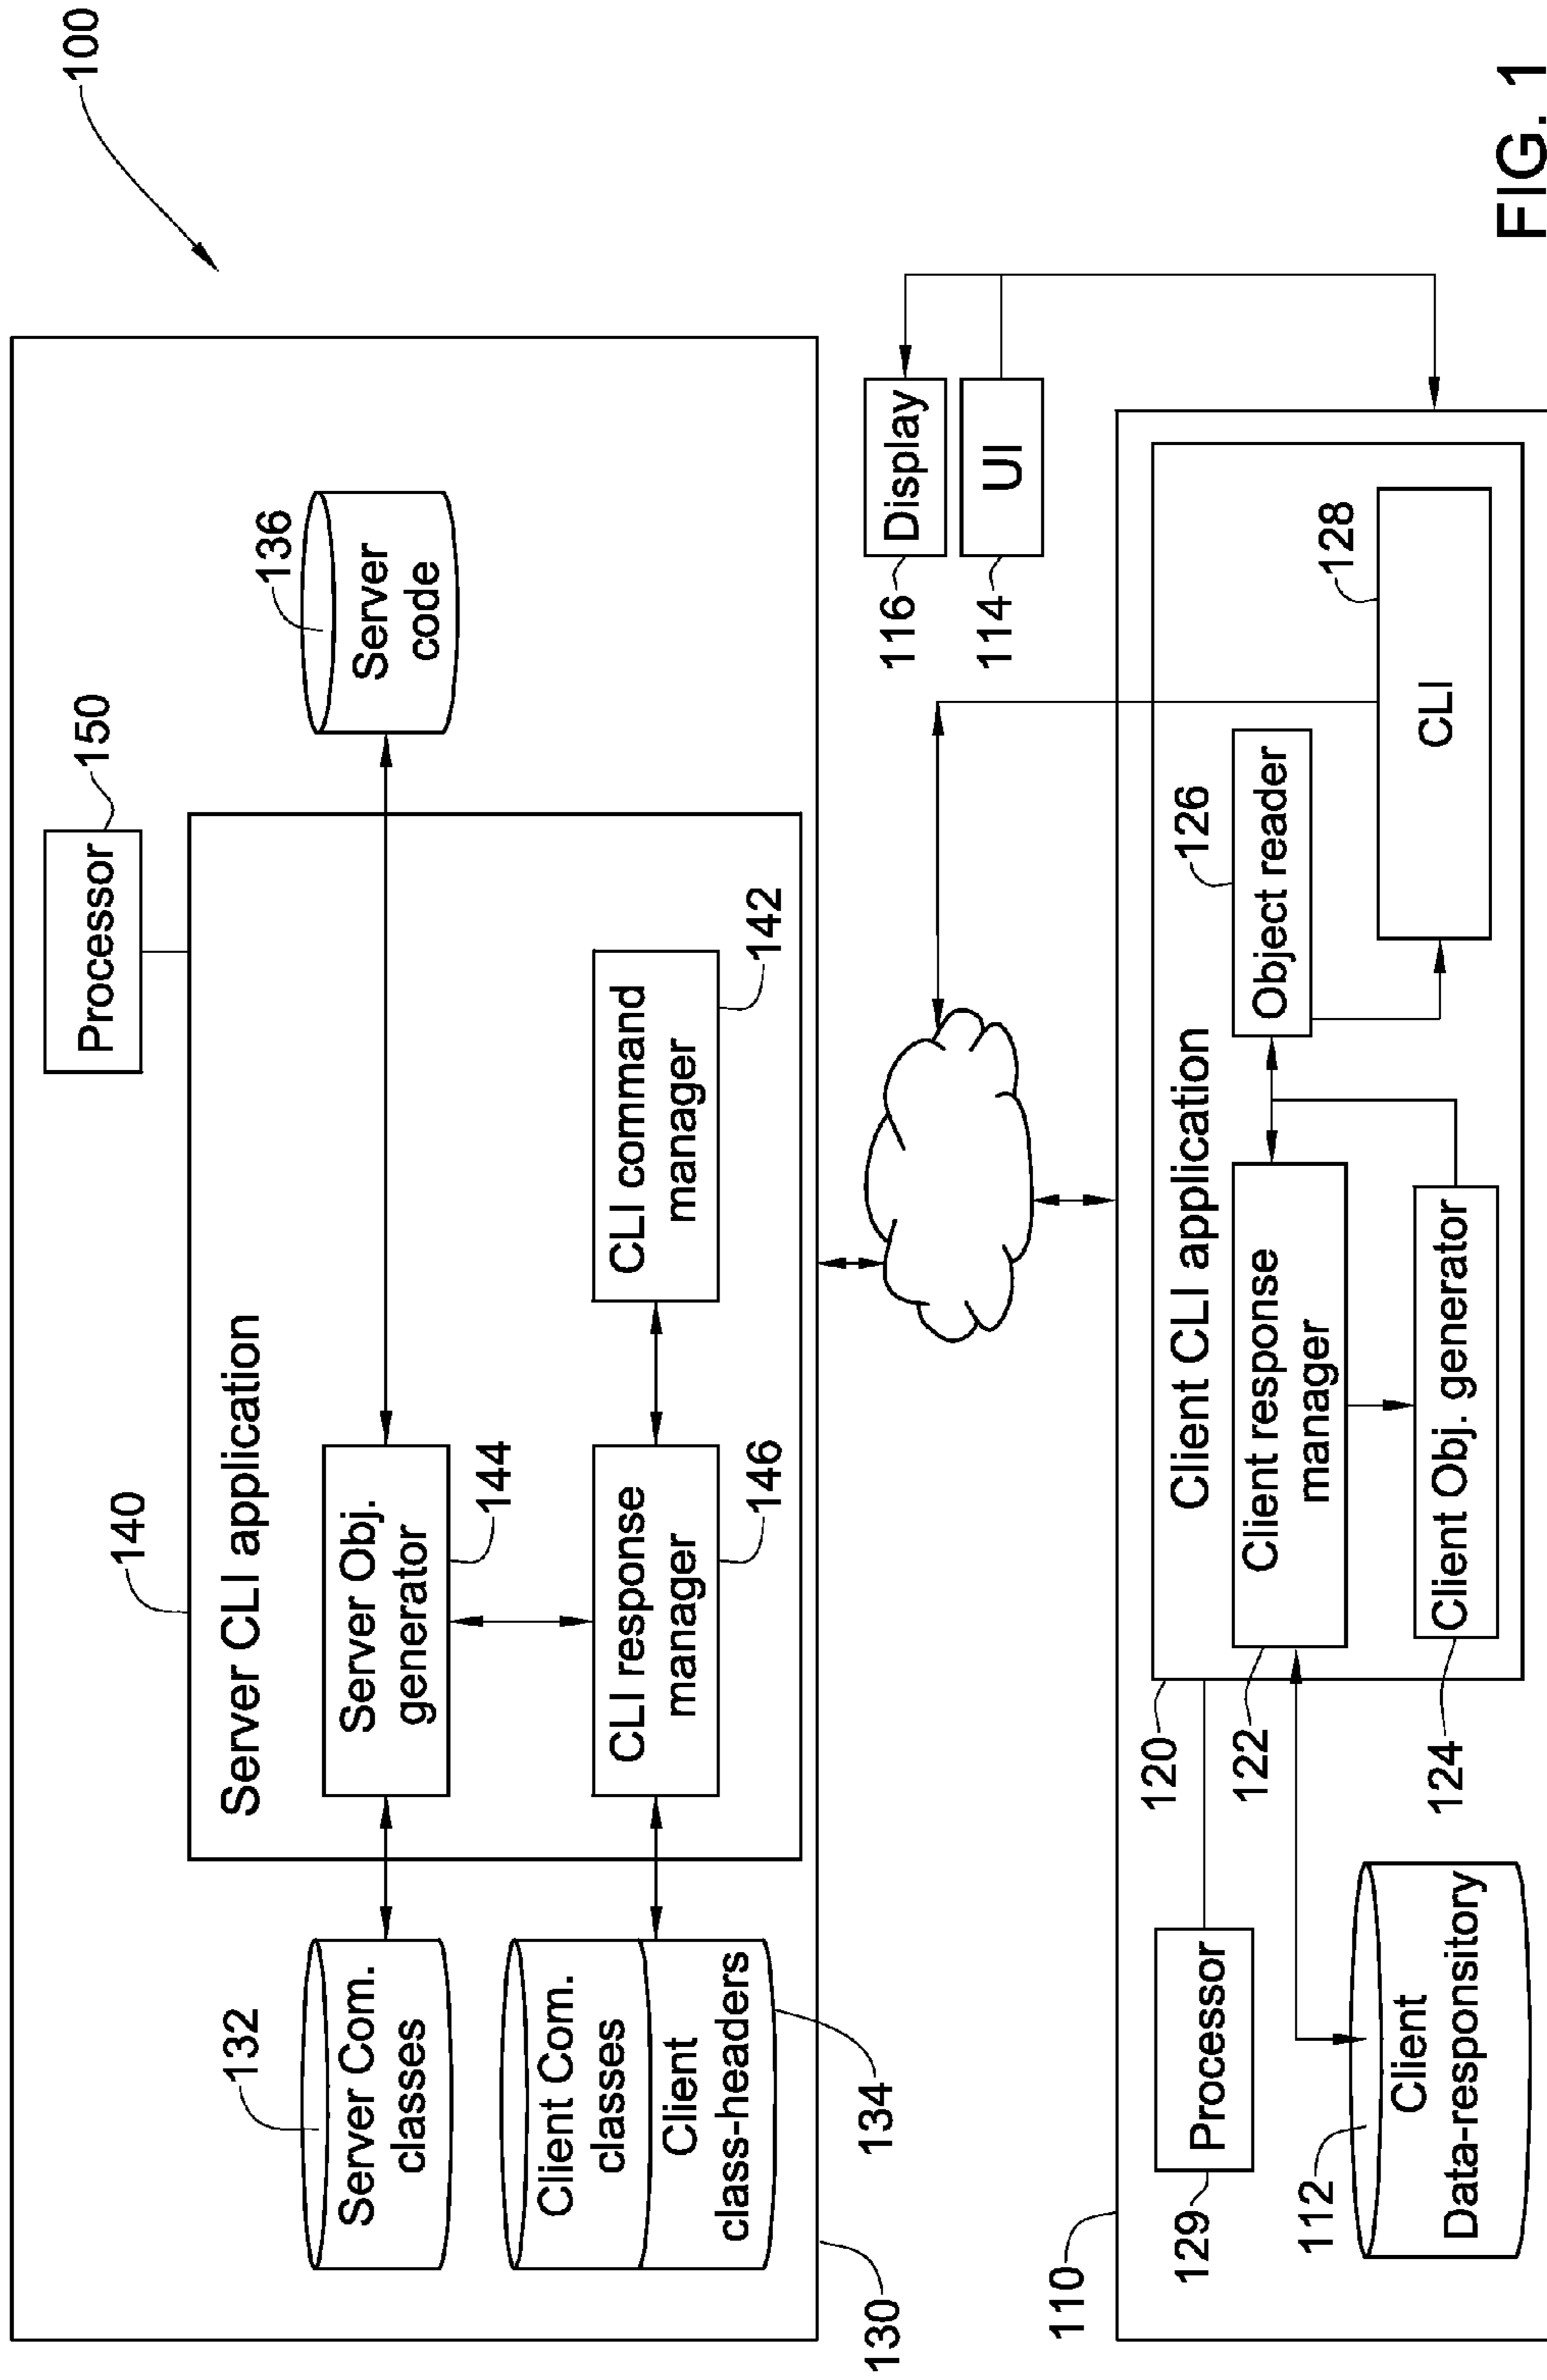 100
Processor
150
140
Server CLI application
136
Server
code
132
Server Com.
classes
Server Obj.
generator
144
Client Com.
classes
Client
class-headers
134
CLI response
manager
146
CLI command
manager
142
130
Display
116
UI
114
110
Processor
129
120
Client CLI application
122
Client response
manager
126
Object reader
128
CLI
112
Client
Data-responsitory
124
Client Obj. generator
FIG. 1